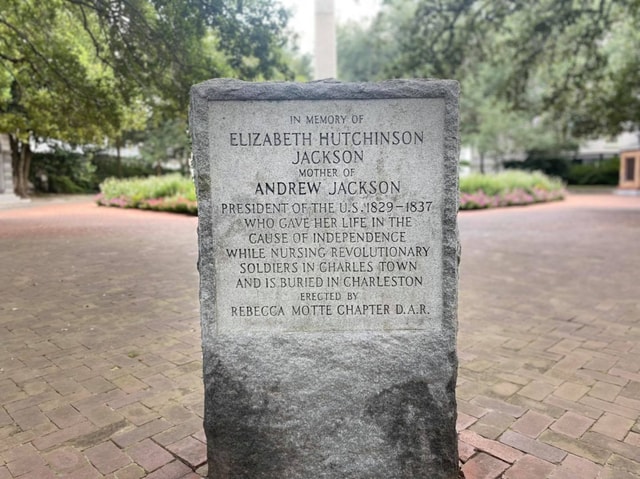 IN MEMORY OF
ELIZABETH HUTCHINSON
JACKSON
MOTHER OF
ANDREW JACKSON
PRESIDENT OF THE U.S. 1829-1837
WHO GAVE HER LIFE IN THE
CAUSE OF INDEPENDENCE
WHILE NURSING REVOLUTIONARY
SOLDIERS IN CHARLES TOWN
AND IS BURIED IN CHARLESTON
ERECTED BY
REBECCA MOTTE CHAPTER D.A.R.